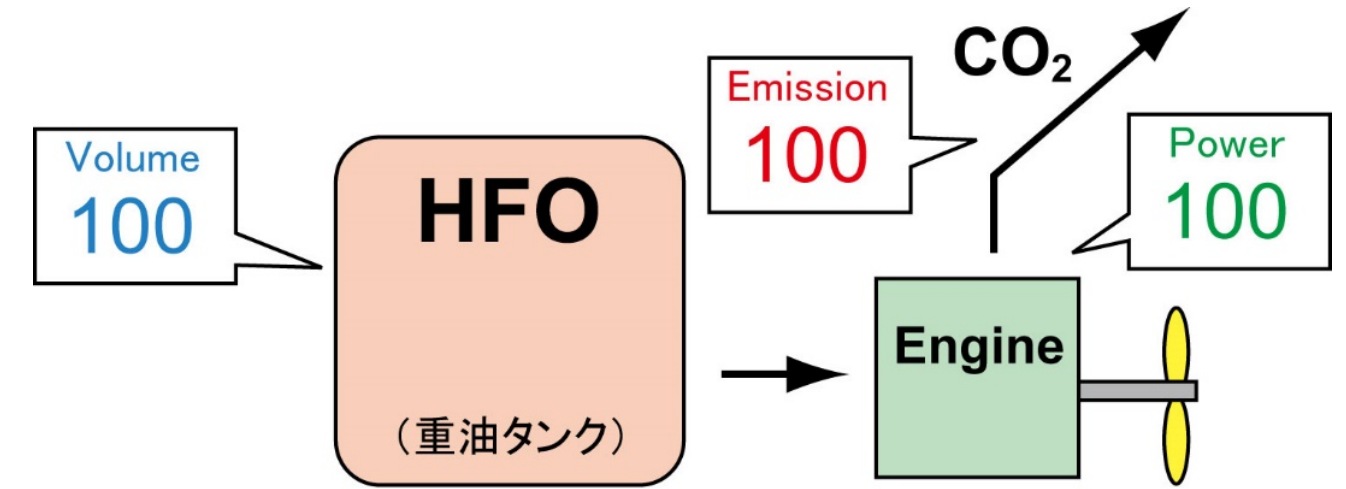 Volume
100
HFO
(重油タンク)
Emission
100
CO₂
Power
100
Engine